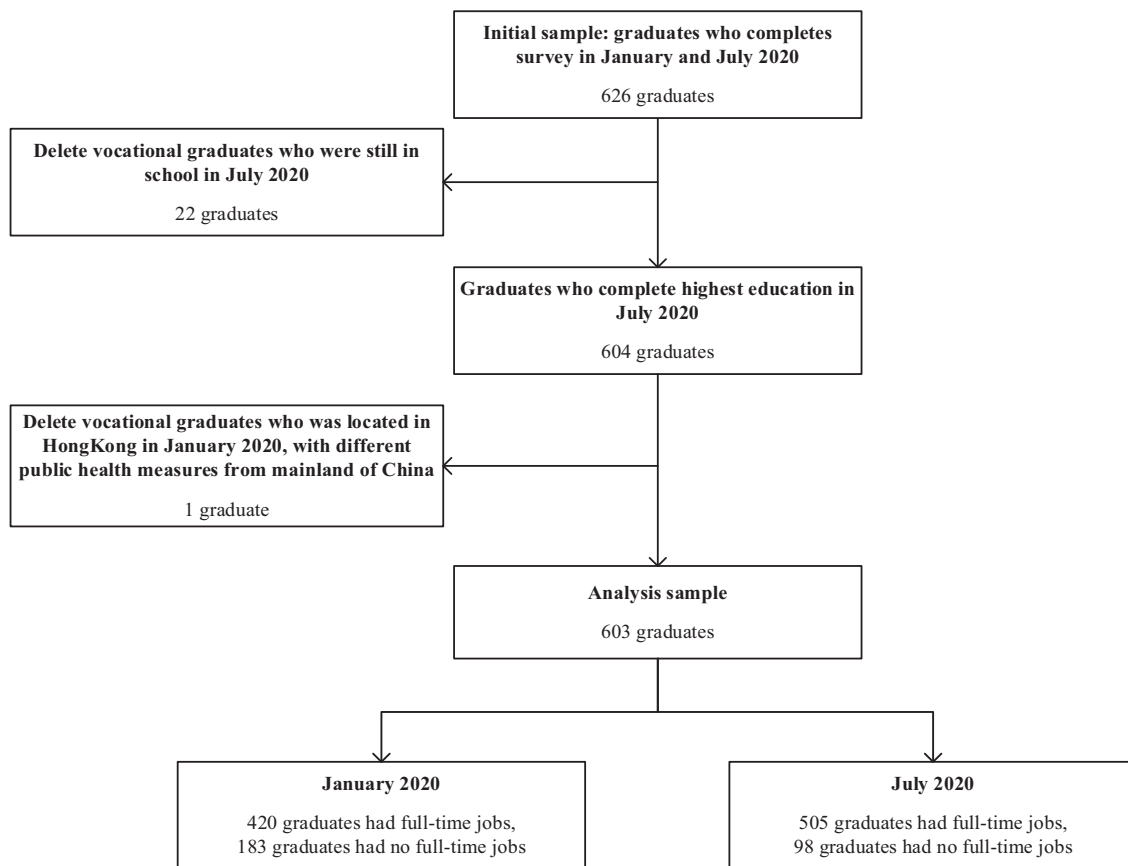 Initial sample: graduates who completes
survey in January and July 2020
626 graduates
Delete vocational graduates who were still in
school in July 2020
22 graduates
Graduates who complete highest education in
July 2020
604 graduates
Delete vocational graduates who was located in
HongKong in January 2020, with different
public health measures from mainland of China
1 graduate
Analysis sample
603 graduates
January 2020
420 graduates had full-time jobs,
183 graduates had no full-time jobs
July 2020
505 graduates had full-time jobs,
98 graduates had no full-time jobs